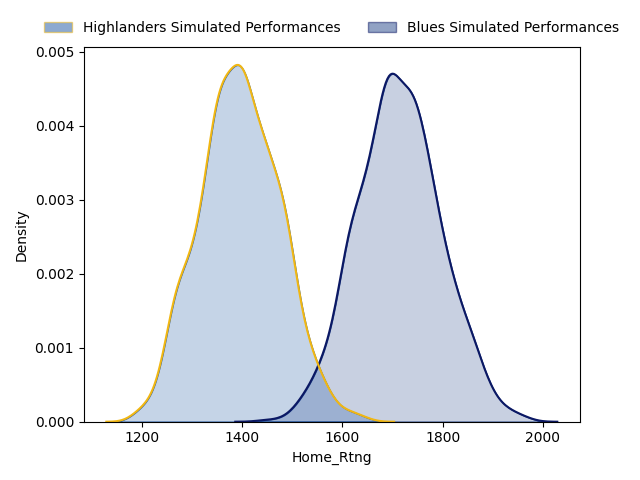 Highlanders Simulated Performances Blues Simulated Performances
0.005
0.004
0.003
0.002
0.001
0.000
Density
1200 1400 1600 1800 2000
Home_Rtng